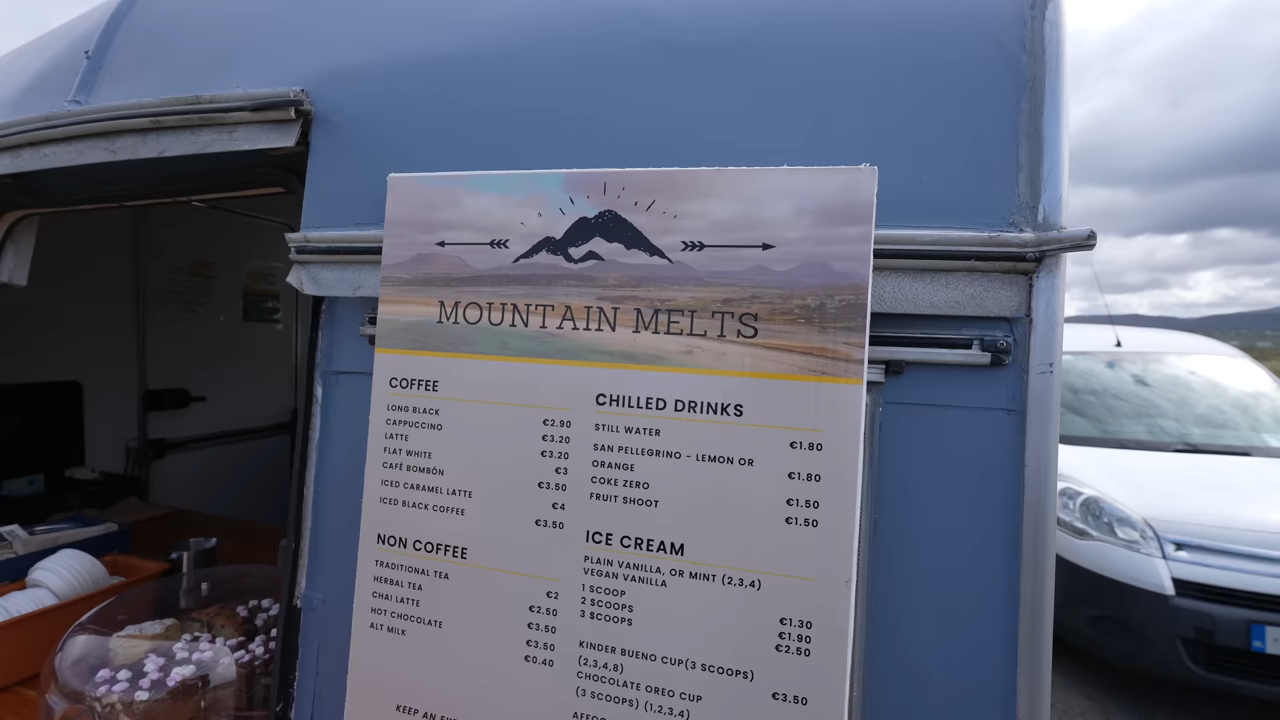 MOUNTAIN MELTS
COFFEE
LONG BLACK €2.90
CAPPUCCINO €3.20
LATTE €3.20
FLAT WHITE €3
CAFÉ BOMBÓN €3.50
ICED CARAMEL LATTE €4
ICED BLACK COFFEE €3.50
NON COFFEE
TRADITIONAL TEA €2
HERBAL TEA €2.50
CHAI LATTE €3.50
HOT CHOCOLATE €3.50
ALT MILK €0.40
KEEP AN
CHILLED DRINKS
STILL WATER €1.80
SAN PELLEGRINO - LEMON OR
ORANGE €1.80
COKE ZERO €1.50
FRUIT SHOOT €1.50
ICE CREAM
PLAIN VANILLA, OR MINT (2,3,4)
VEGAN VANILLA
1 SCOOP €1.30
2 SCOOPS €1.90
3 SCOOPS €2.50
KINDER BUENO CUP(3 SCOOPS)
(2,3,4,8) €3.50
CHOCOLATE OREO CUP
(3 SCOOPS) (1,2,3,4)